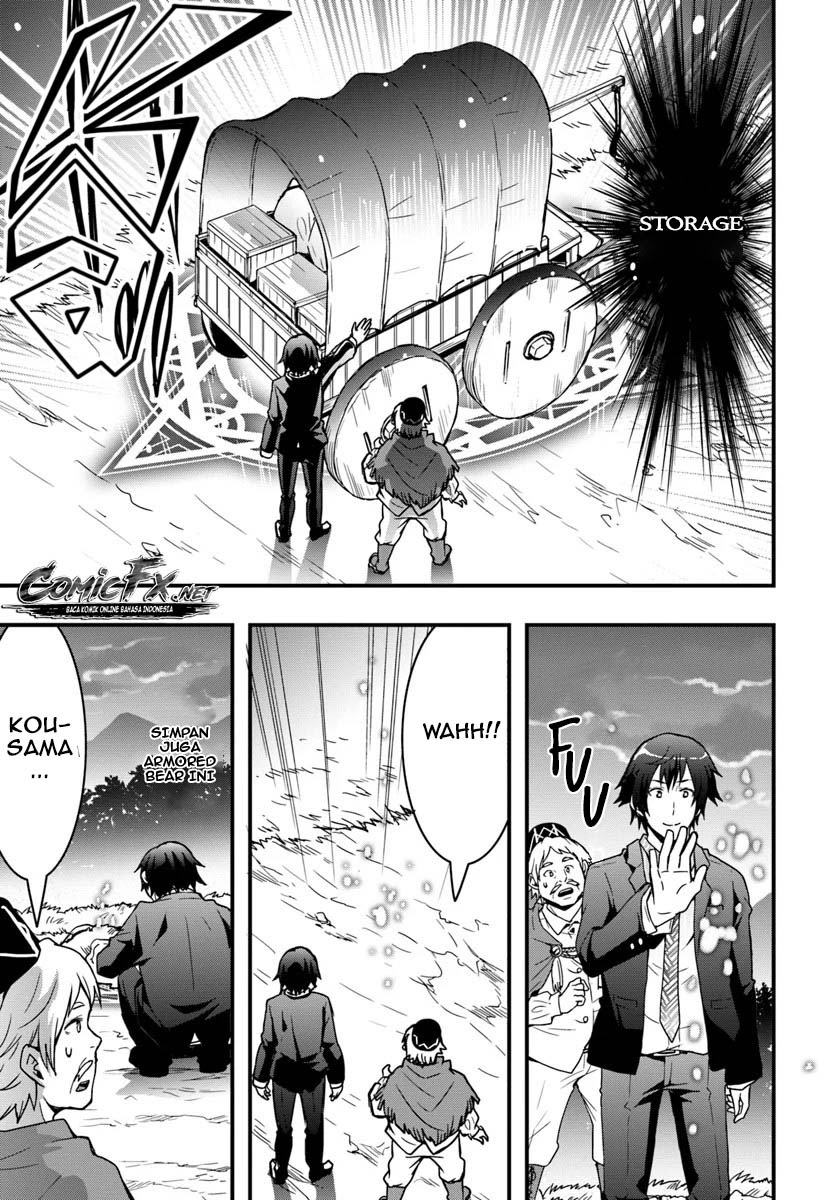 STORAGE
COMICFX.NET
BACA KOMIK ONLINE BAHASA INDONESIA
FUU
WAHH!!
SIMPAN
JUGA
ARMORED
BEAR INI
KOU-
SAMA
...